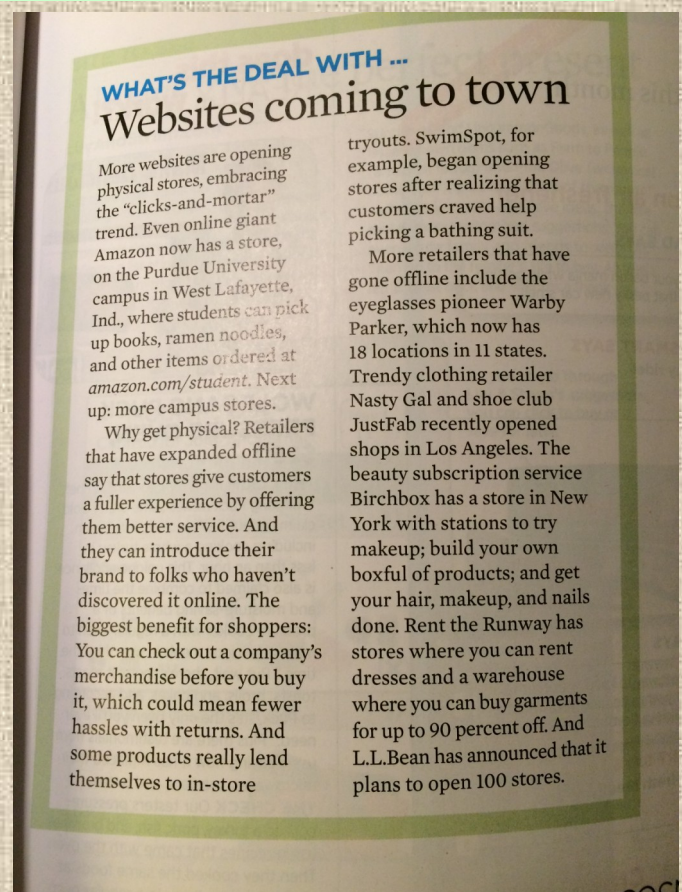 WHAT'S THE DEAL WITH ...
Websites coming to town
More websites are opening
physical stores, embracing
the “clicks-and-mortar”
trend. Even online giant
Amazon now has a store,
on the Purdue University
campus in West Lafayette,
Ind., where students can pick
up books, ramen noodles,
and other items ordered at
amazon.com/student. Next
up: more campus stores.
Why get physical? Retailers
that have expanded offline
say that stores give customers
a fuller experience by offering
them better service. And
they can introduce their
brand to folks who haven’t
discovered it online. The
biggest benefit for shoppers:
You can check out a company’s
merchandise before you buy
it, which could mean fewer
hassles with returns. And
some products really lend
themselves to in-store
tryouts. SwimSpot, for
example, began opening
stores after realizing that
customers craved help
picking a bathing suit.
More retailers that have
gone offline include the
eyeglasses pioneer Warby
Parker, which now has
18 locations in 11 states.
Trendy clothing retailer
Nasty Gal and shoe club
JustFab recently opened
shops in Los Angeles. The
beauty subscription service
Birchbox has a store in New
York with stations to try
makeup; build your own
boxful of products; and get
your hair, makeup, and nails
done. Rent the Runway has
stores where you can rent
dresses and a warehouse
where you can buy garments
for up to 90 percent off. And
L.L.Bean has announced that it
plans to open 100 stores.